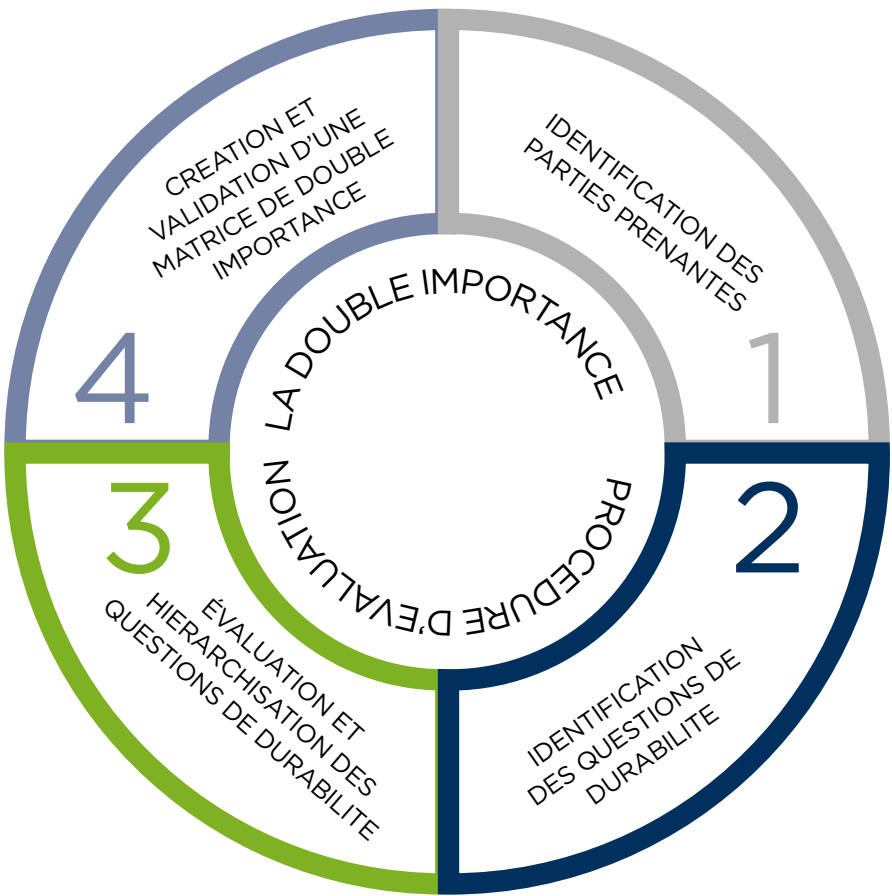 LA DOUBLE IMPORTANCE
PROCEDURE D'EVALUATION
1
IDENTIFICATION DES
PARTIES PRENANTES
2
IDENTIFICATION
DES QUESTIONS DE
DURABILITE
3
ÉVALUATION ET
HIERARCHISATION DES
QUESTIONS DE DURABILITE
4
CREATION ET
VALIDATION D'UNE
MATRICE DE DOUBLE
IMPORTANCE